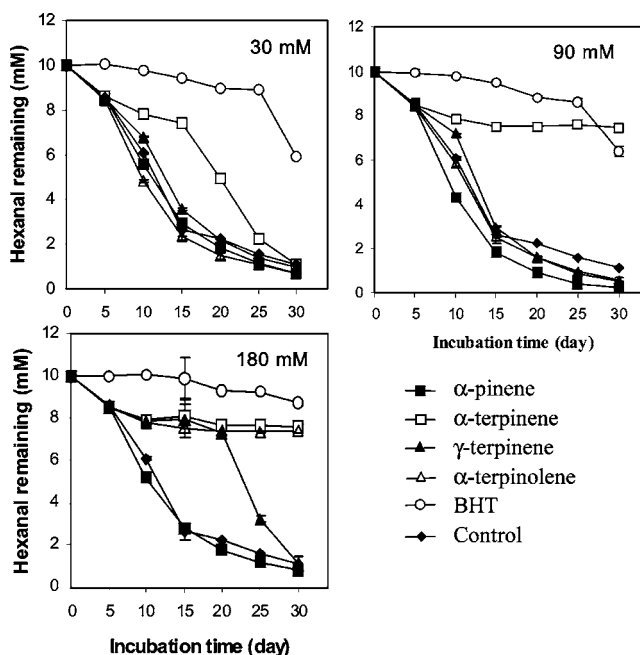 12
10
8
6
4
2
0
Hexanal remaining (mM)
30 mM
0 5 10 15 20 25 30
12
10
8
6
4
2
0
Hexanal remaining (mM)
90 mM
0 5 10 15 20 25 30
Incubation time (day)
12
10
8
6
4
2
0
Hexanal remaining (mM)
180 mM
0 5 10 15 20 25 30
Incubation time (day)
α-pinene
α-terpinene
γ-terpinene
α-terpinolene
BHT
Control